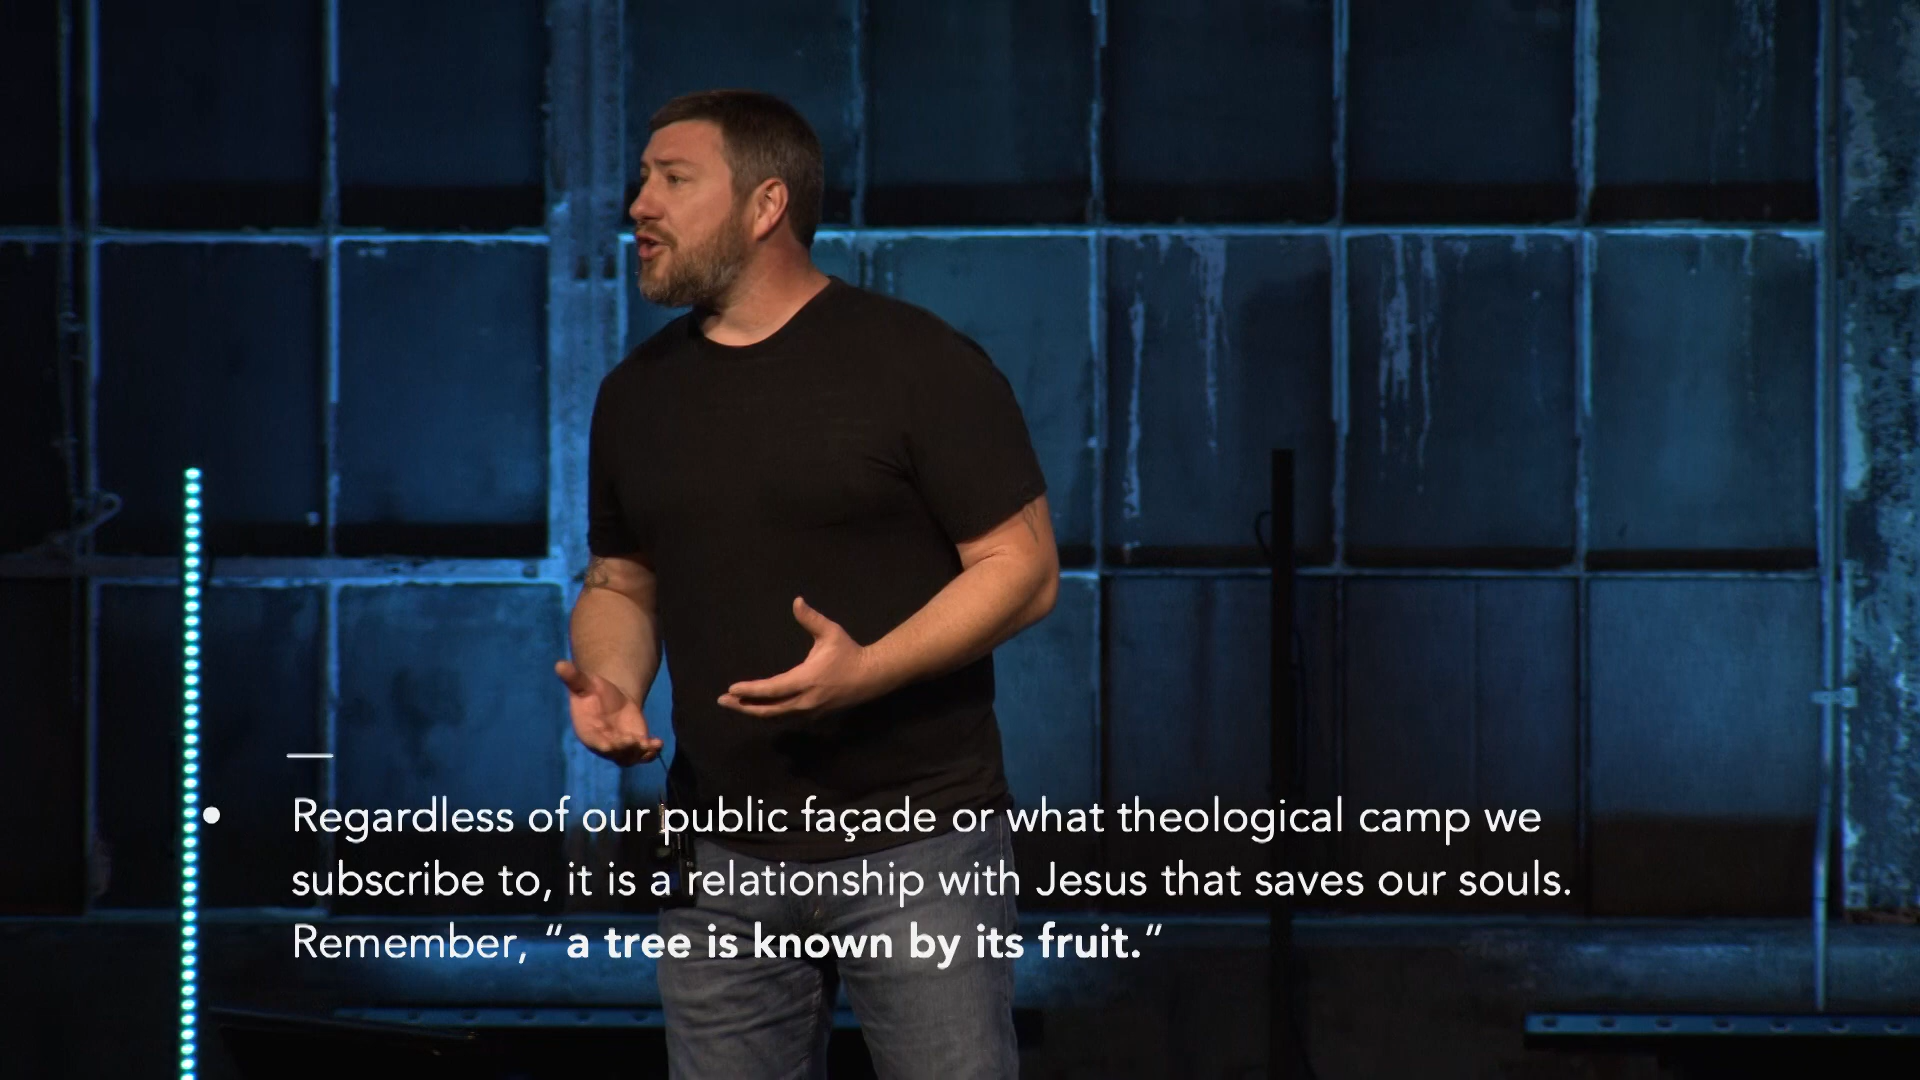 • Regardless of our public façade or what theological camp we
subscribe to, it is a relationship with Jesus that saves our souls.
Remember, “a tree is known by its fruit.”